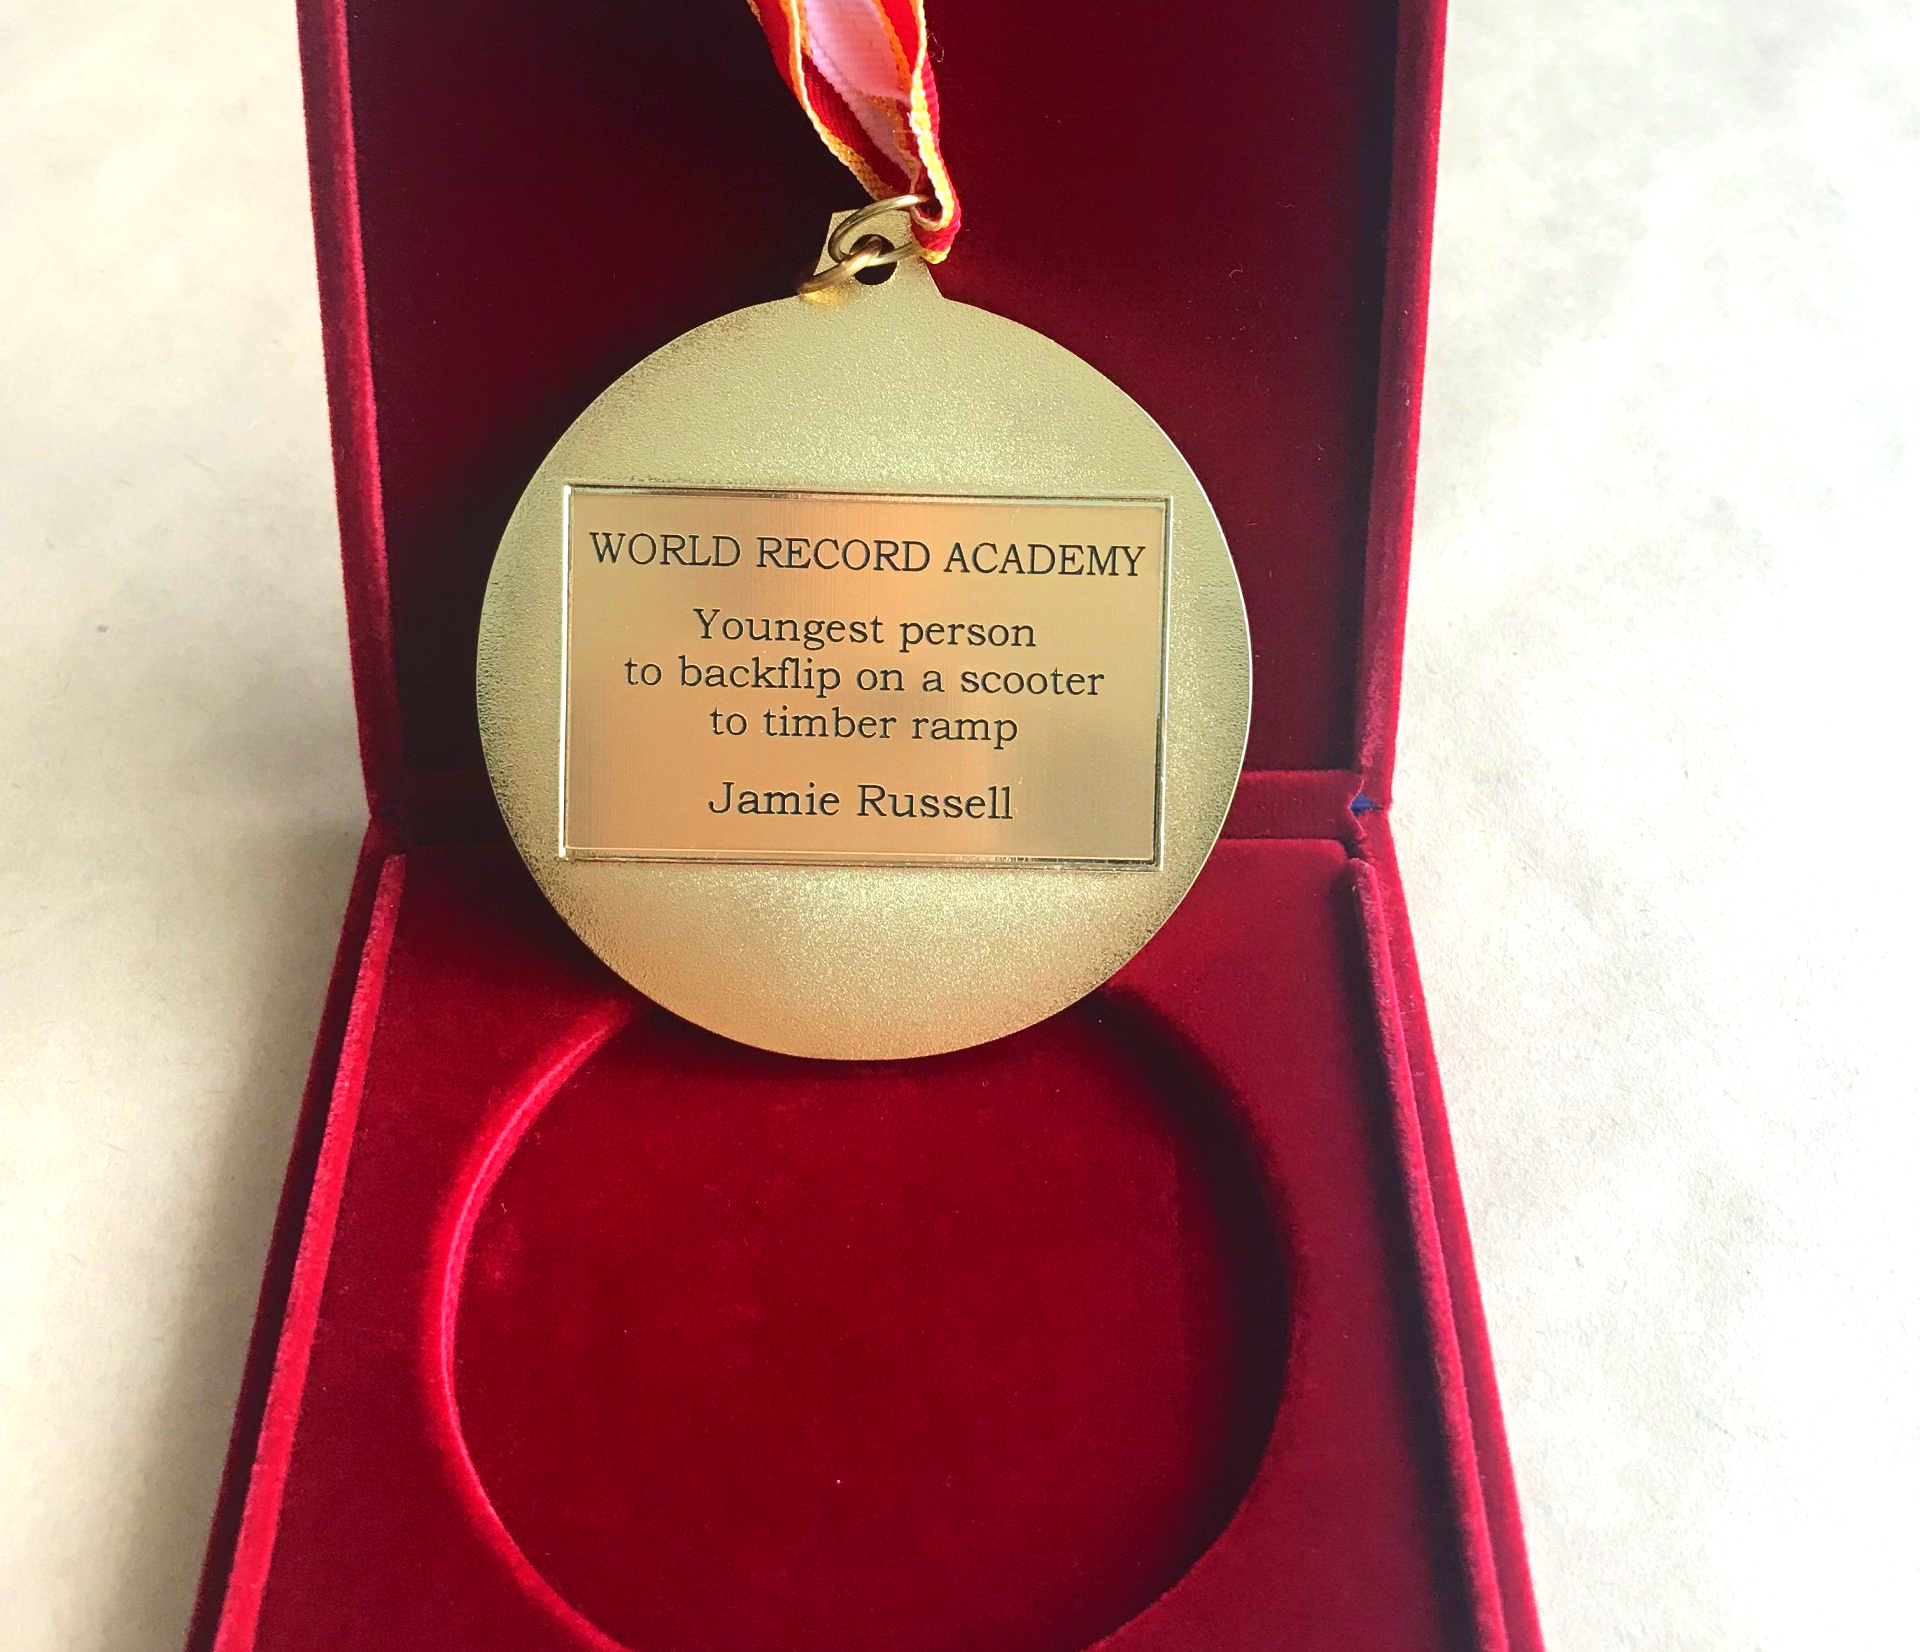 WORLD RECORD ACADEMY
Youngest person
to backflip on a scooter
to timber ramp
Jamie Russell